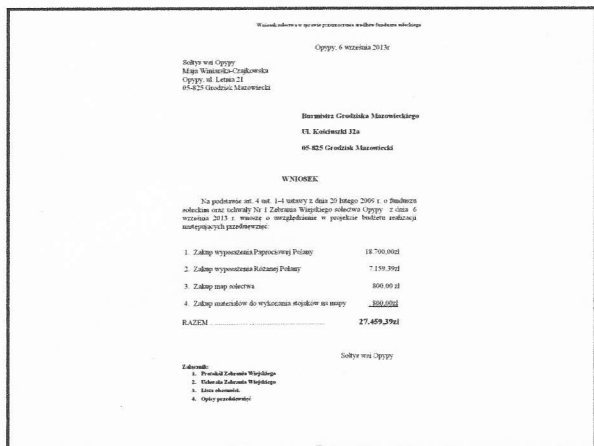 Wniosek sołectwa w sprawie przeznaczenia środków funduszu sołeckiego
Opypy, 6 września 2013r
Sołtys wsi Opypy
Maja Winiarska-Czajkowska
Opypy, ul. Letnia 21
05-825 Grodzisk Mazowiecki
Burmistrz Grodziska Mazowieckiego
Ul. Kościuszki 32a
05-825 Grodzisk Mazowiecki
WNIOSEK
Na podstawie art. 4 ust. 1-4 ustawy z dnia 20 lutego 2009 r. o funduszu
sołeckim oraz uchwały Nr 1 Zebrania Wiejskiego sołectwa Opypy z dnia 6
września 2013 r. wnoszę o uwzględnienie w projekcie budżetu realizacji
następujących przedsięwzięć:
1. Zakup wyposażenia Paprociowej Polany 18.700,00zł
2. Zakup wyposażenia Różanej Polany 7.159,39zł
3. Zakup map sołectwa 800,00 zł
4. Zakup materiałów do wykonania stojaków na mapy 800,00zł
RAZEM ............................................................ 27.459,39zł
Sołtys wsi Opypy
Załącznik:
1. Protokół Zebrania Wiejskiego
2. Uchwała Zebrania Wiejskiego
3. Lista obecności.
4. Opisy przedsięwzięć